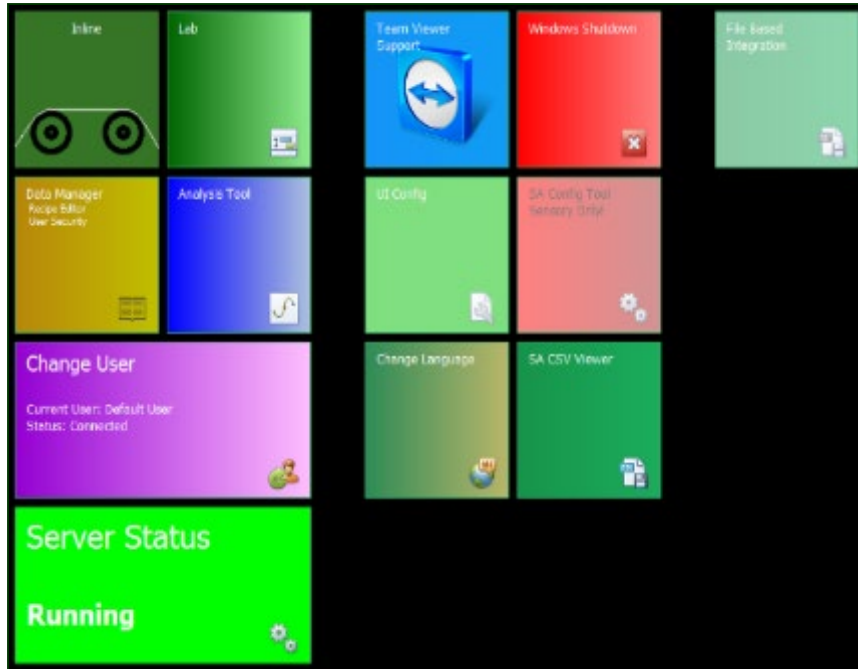 Inline
Lab
Team Viewer
Support
Windows Shutdown
File Based
Integration
Data Manager
Recipe Editor
User Security
Analysis Tool
UI Config
SA Config Tool
Sensory Only!
Change User
Current User: Default User
Status: Connected
Change Language
SA CSV Viewer
Server Status
Running